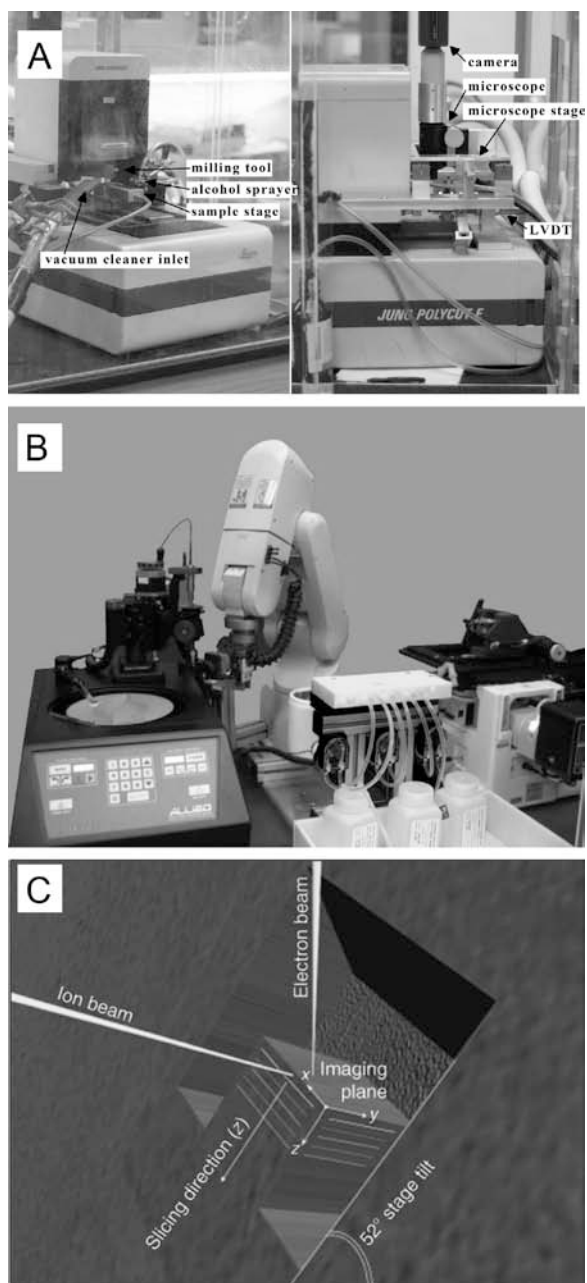 A
camera
microscope
microscope stage
milling tool
alcohol sprayer
sample stage
vacuum cleaner inlet
LVDT
JUNG POLYCUT E
B
ALLIED
C
Electron beam
Ion beam
Imaging
plane
x
y
z
Slicing direction (z)
52° stage tilt